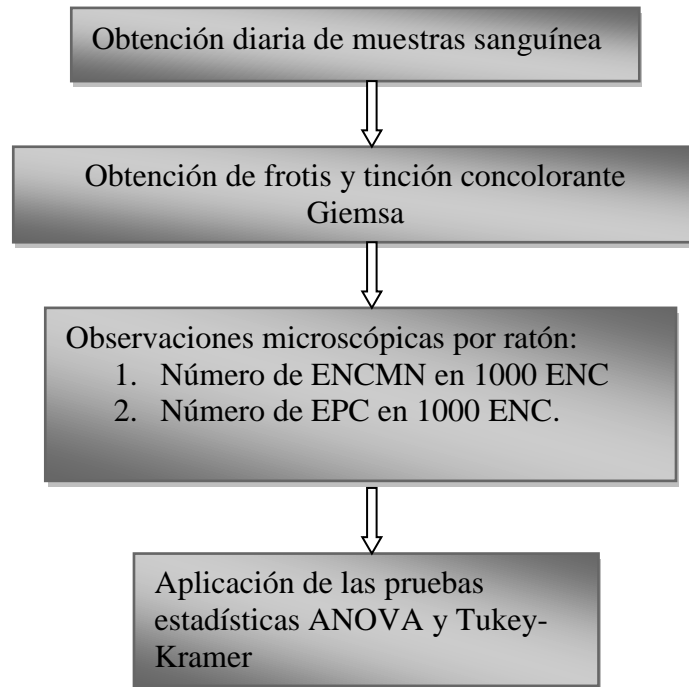 Obtención diaria de muestras sanguínea
Obtención de frotis y tinción concolorante
Giemsa
Observaciones microscópicas por ratón:
1. Número de ENCMN en 1000 ENC
2. Número de EPC en 1000 ENC.
Aplicación de las pruebas
estadísticas ANOVA y Tukey-
Kramer